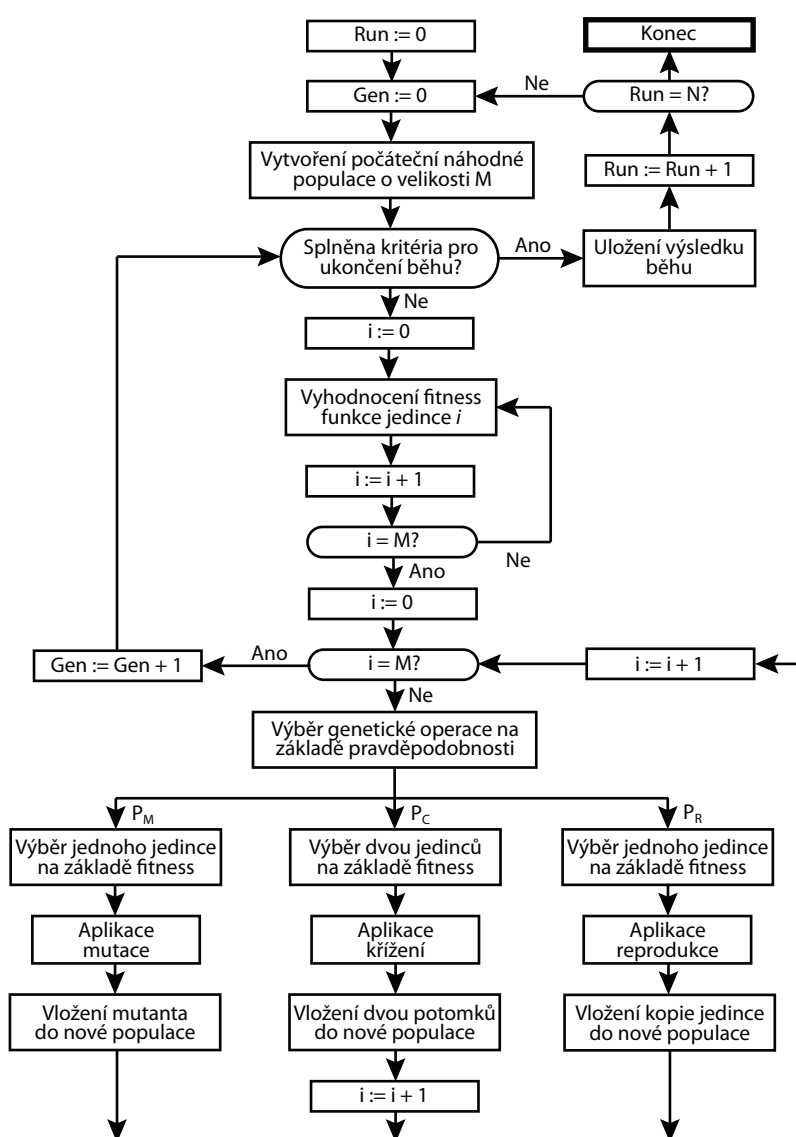 Run := 0
Konec
Gen := 0
Ne
Run = N?
Vytvoření počáteční náhodné
populace o velikosti M
Run := Run + 1
Splněna kritéria pro
ukončení běhu?
Ano
Uložení výsledku
běhu
Ne
i := 0
Vyhodnocení fitness
funkce jedince i
i := i + 1
i = M?
Ne
Ano
i := 0
Gen := Gen + 1
Ano
i = M?
i := i + 1
Ne
Výběr genetické operace na
základě pravděpodobnosti
P_M
P_C
P_R
Výběr jednoho jedince
na základě fitness
Výběr dvou jedinců
na základě fitness
Výběr jednoho jedince
na základě fitness
Aplikace
mutace
Aplikace
křížení
Aplikace
reprodukce
Vložení mutanta
do nové populace
Vložení dvou potomků
do nové populace
Vložení kopie jedince
do nové populace
i := i + 1